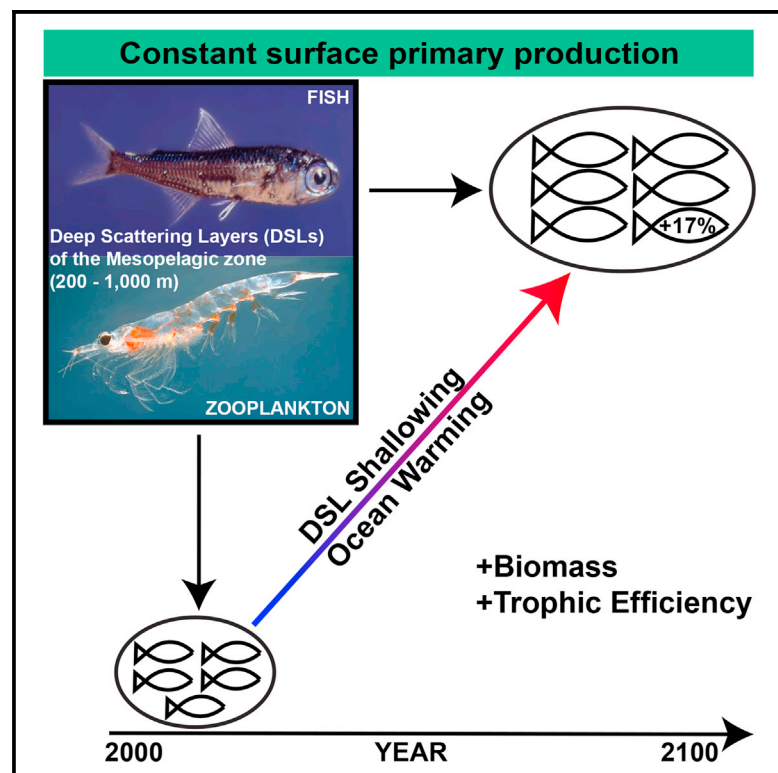 Constant surface primary production
FISH
Deep Scattering Layers (DSLs)
of the Mesopelagic zone
(200 - 1,000 m)
ZOOPLANKTON
+17%
DSL Shallowing
Ocean Warming
+Biomass
+Trophic Efficiency
2000
YEAR
2100